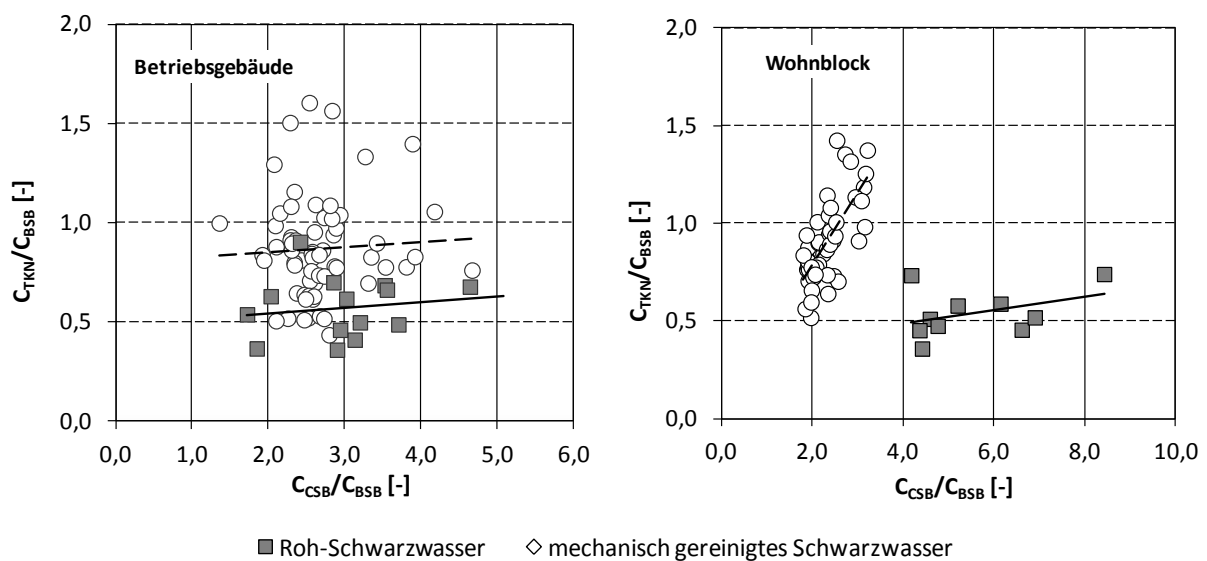 2,0
1,5
1,0
0,5
0,0
C_TKN/C_BSB [-]
Betriebsgebäude
0,0 1,0 2,0 3,0 4,0 5,0 6,0
C_CSB/C_BSB [-]
2,0
1,5
1,0
0,5
0,0
C_TKN/C_BSB [-]
Wohnblock
0,0 2,0 4,0 6,0 8,0 10,0
C_CSB/C_BSB [-]
Roh-Schwarzwasser mechanisch gereinigtes Schwarzwasser